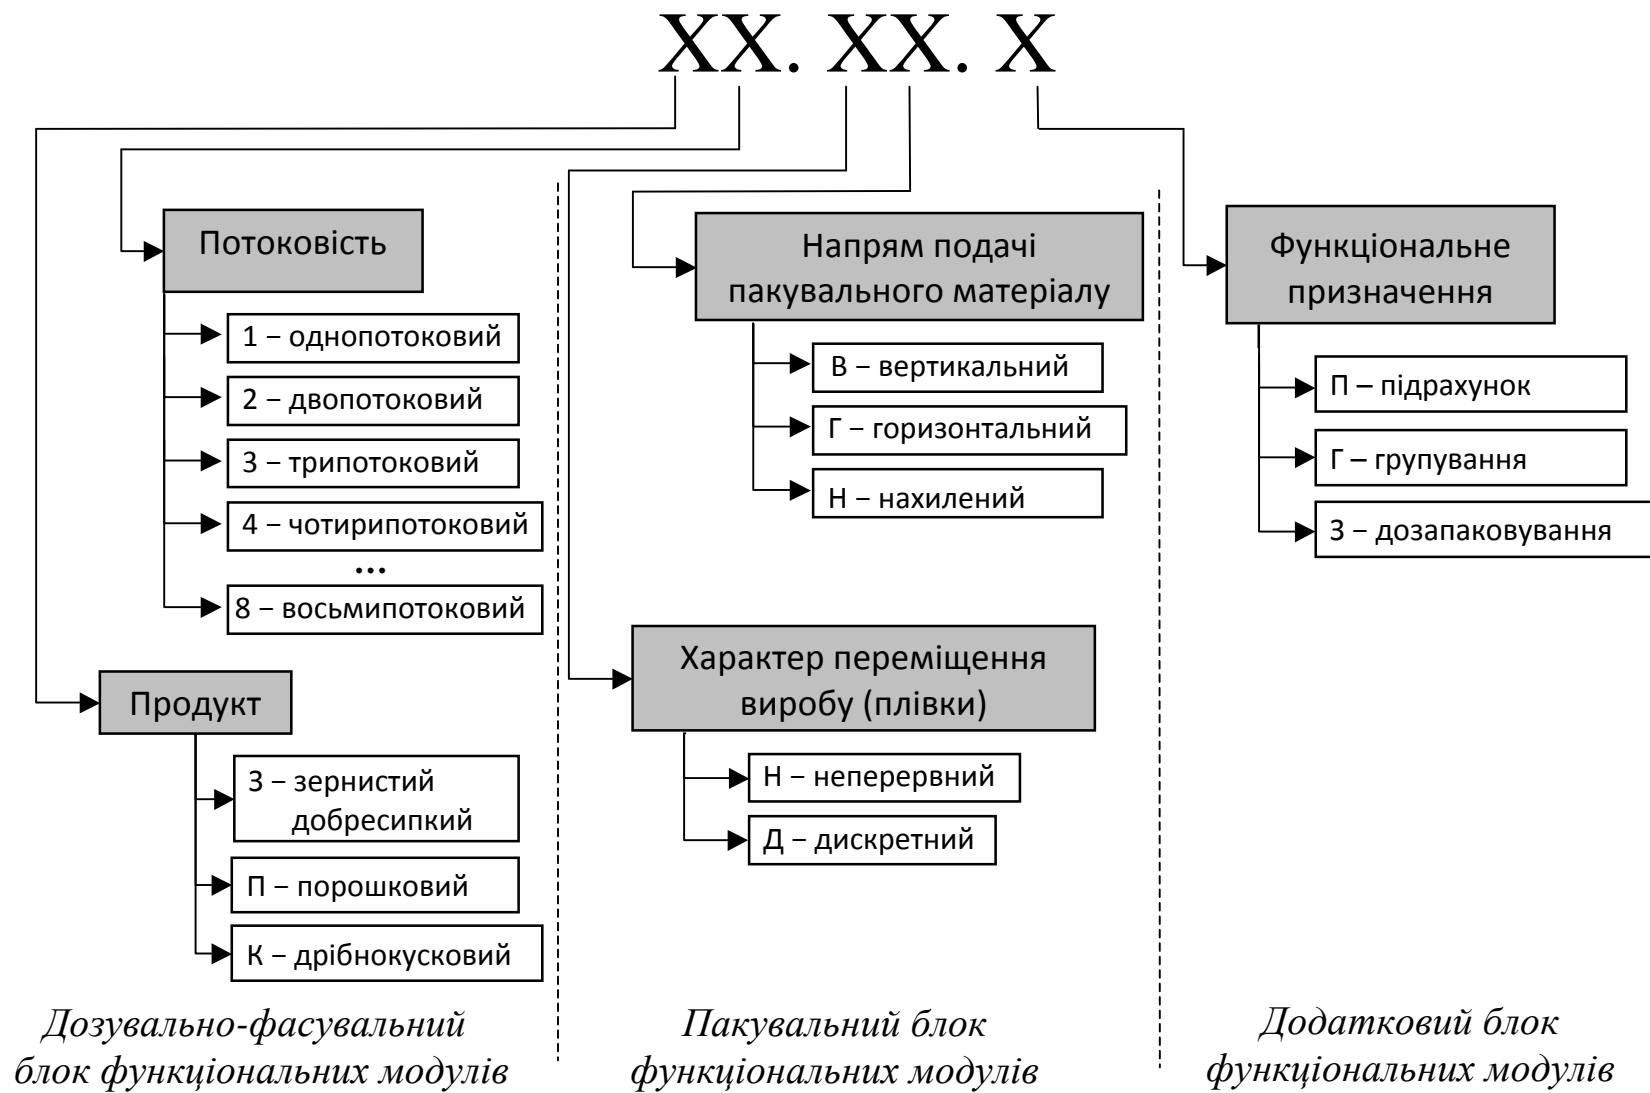 XX. XX. X
Потоковість
1 – однопотоковий
2 – двопотоковий
3 – трипотоковий
4 – чотирипотоковий
...
8 – восьмипотоковий
Продукт
З – зернистий
добресипкий
П – порошковий
К – дрібнокусковий
Дозувально-фасувальний
блок функціональних модулів
Напрям подачі
пакувального матеріалу
В – вертикальний
Г – горизонтальний
Н – нахилений
Характер переміщення
виробу (плівки)
Н – неперервний
Д – дискретний
Пакувальний блок
функціональних модулів
Функціональне
призначення
П – підрахунок
Г – групування
З – дозапаковування
Додатковий блок
функціональних модулів